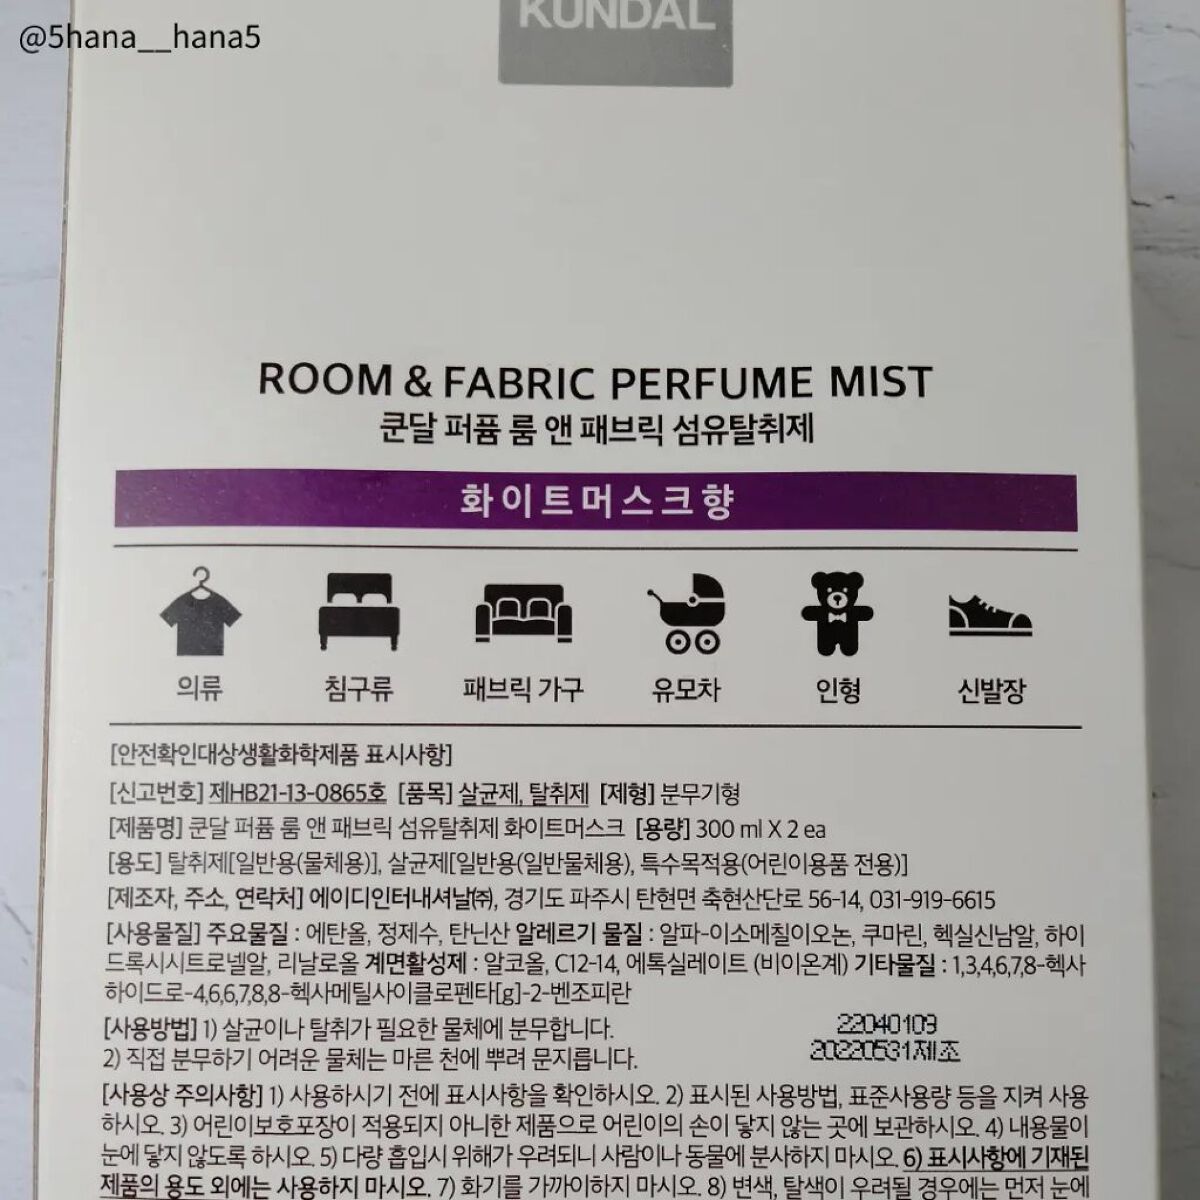 @5hana__hana5
KUNDAL
ROOM & FABRIC PERFUME MIST
쿤달 퍼퓸 룸 앤 패브릭 섬유탈취제
화이트머스크향
의류 침구류 패브릭 가구 유모차 인형 신발장
[안전확인대상생활화학제품 표시사항]
[신고번호] 제HB21-13-0865호 [품목] 살균제, 탈취제 [제형] 분무기형
[제품명] 쿤달 퍼퓸 룸 앤 패브릭 섬유탈취제 화이트머스크 [용량] 300 ml X 2 ea
[용도] 탈취제[일반용(물체용)], 살균제[일반용(일반물체용), 특수목적용(어린이용품 전용)]
[제조자, 주소, 연락처] 에이디인터내셔날㈜, 경기도 파주시 탄현면 축현산단로 56-14, 031-919-6615
[사용물질] 주요물질 : 에탄올, 정제수, 탄닌산 알레르기 물질 : 알파-이소메칠이오논, 쿠마린, 헥실신남알, 하이
드록시시트로넬알, 리날로올 계면활성제 : 알코올, C12-14, 에톡실레이트 (비이온계) 기타물질 : 1,3,4,6,7,8-헥사
하이드로-4,6,6,7,8,8-헥사메틸사이클로펜타[g]-2-벤조피란
[사용방법] 1) 살균이나 탈취가 필요한 물체에 분무합니다.
2) 직접 분무하기 어려운 물체는 마른 천에 뿌려 문지릅니다.
22040109
20220531제조
[사용상 주의사항] 1) 사용하시기 전에 표시사항을 확인하시오. 2) 표시된 사용방법, 표준사용량 등을 지켜 사용
하시오. 3) 어린이보호포장이 적용되지 아니한 제품으로 어린이의 손이 닿지 않는 곳에 보관하시오. 4) 내용물이
눈에 닿지 않도록 하시오. 5) 다량 흡입시 위해가 우려되니 사람이나 동물에 분사하지 마시오. 6) 표시사항에 기재된
제품의 용도 외에는 사용하지 마시오. 7) 화기를 가까이하지 마시오. 8) 변색, 탈색이 우려될 경우에는 먼저 눈에